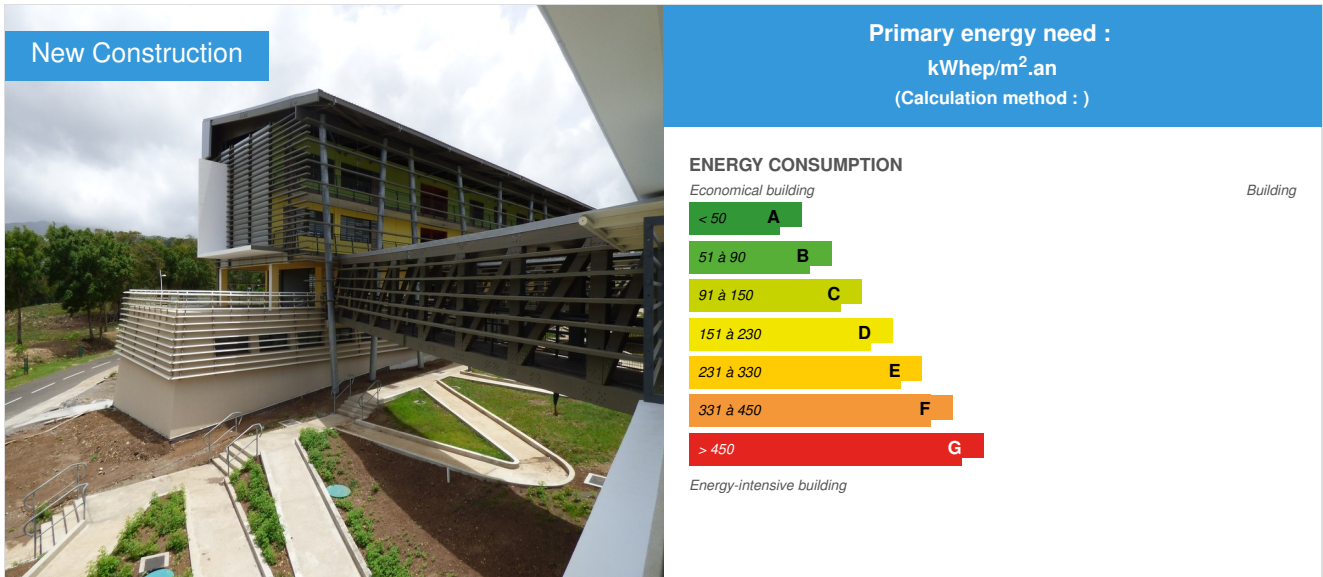 New Construction
Primary energy need :
kWhep/m².an
(Calculation method : )
ENERGY CONSUMPTION
Economical building
Building
< 50 A
51 à 90 B
91 à 150 C
151 à 230 D
231 à 330 E
331 à 450 F
> 450 G
Energy-intensive building